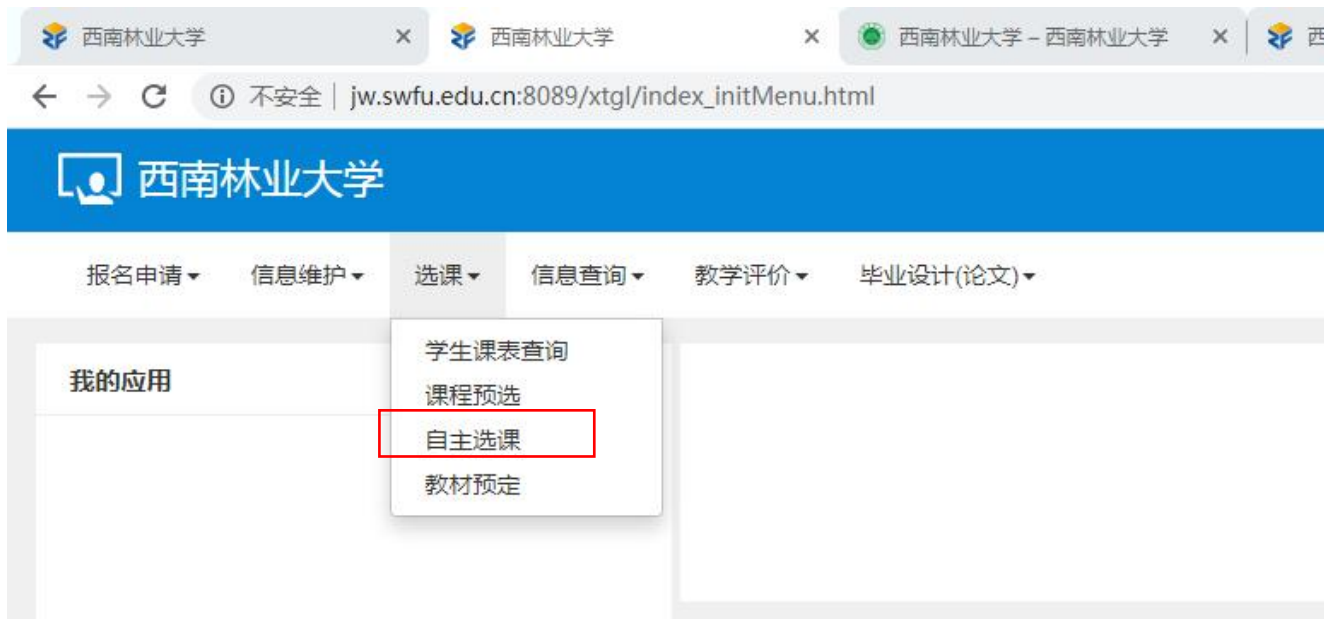 西南林业大学 西南林业大学 西南林业大学 – 西南林业大学
不安全 | jw.swfu.edu.cn:8089/xtgl/index_initMenu.html
西南林业大学
报名申请 信息维护 选课 信息查询 教学评价 毕业设计(论文)
我的应用
学生课表查询
课程预选
自主选课
教材预定